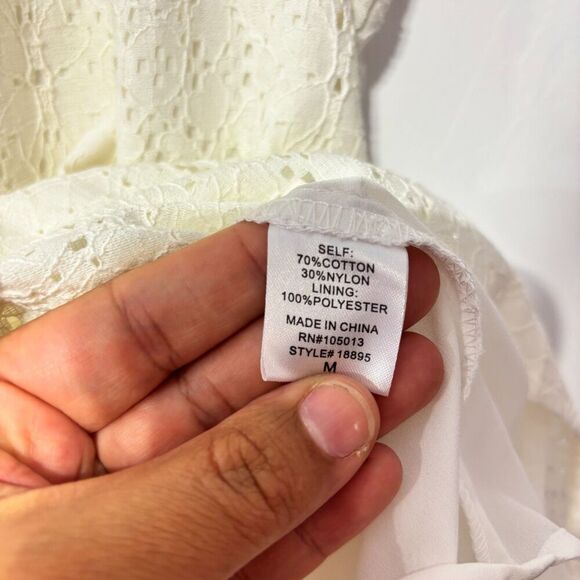 SELF:
70%COTTON
30%NYLON
LINING:
100%POLYESTER
MADE IN CHINA
RN#105013
STYLE# 18895
M